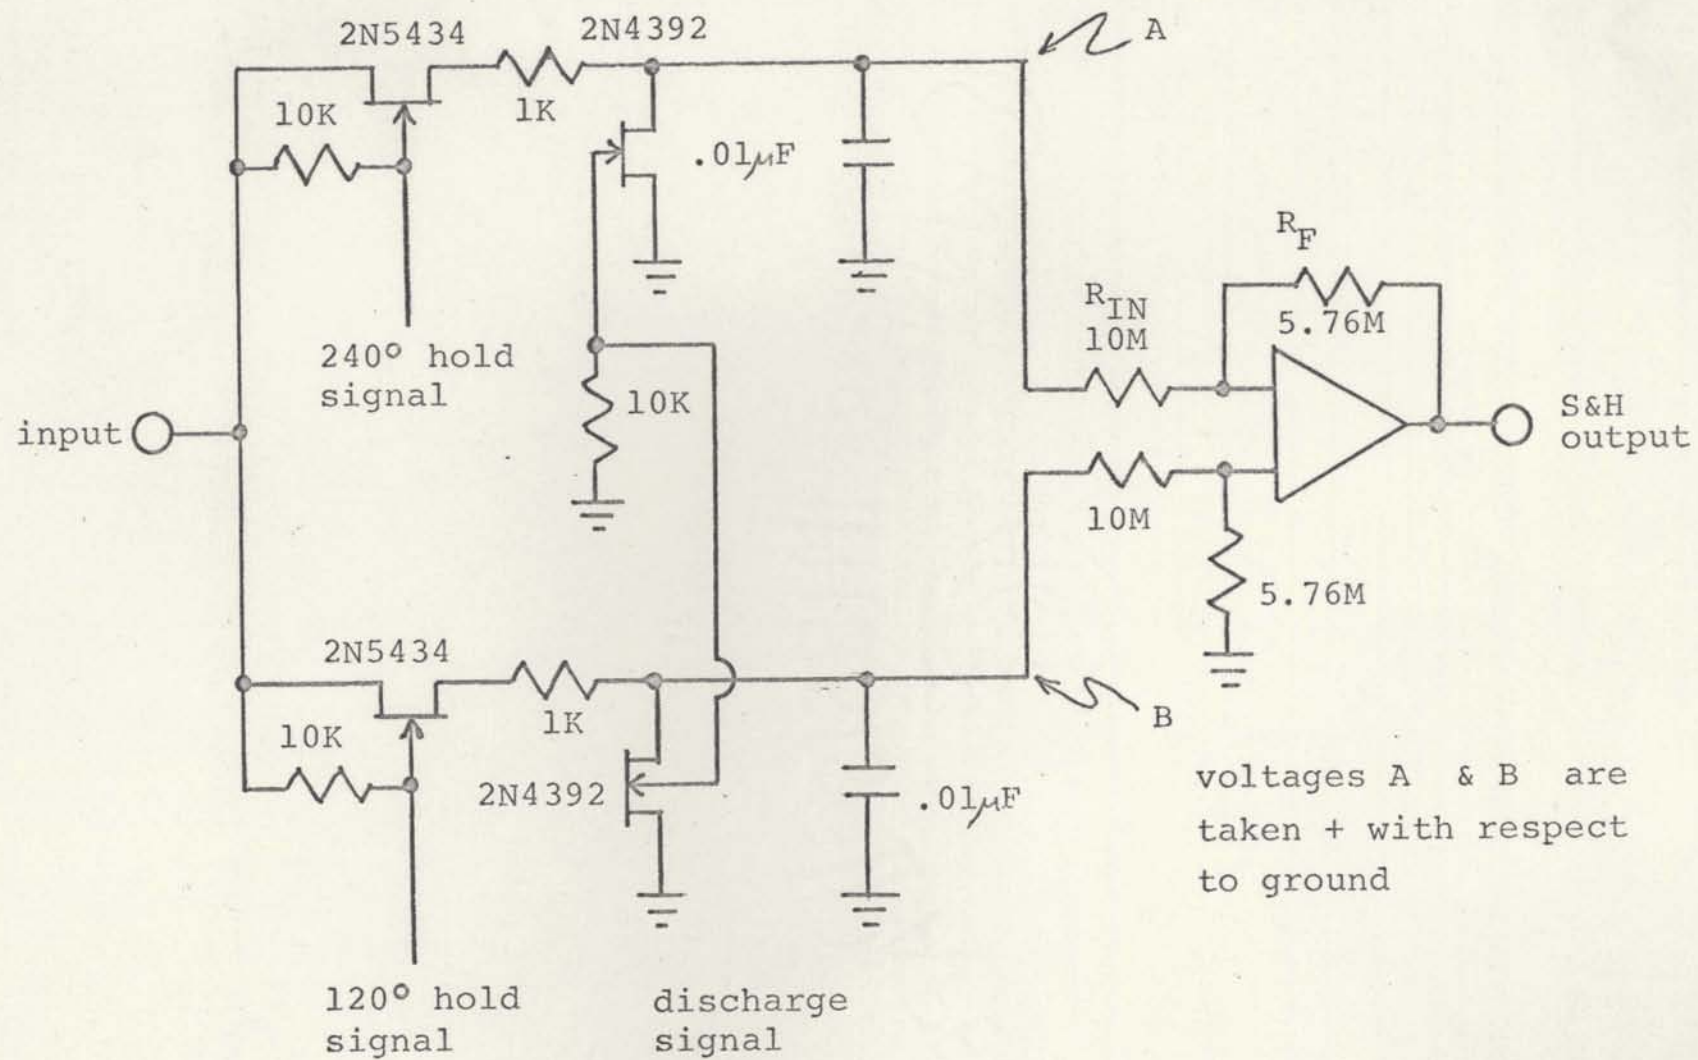 2N5434
2N4392
A
10K
1K
.01µF
240° hold
signal
R_F
5.76M
R_IN
10M
10K
input
S&H
output
10M
5.76M
2N5434
10K
1K
B
2N4392
.01µF
voltages A & B are
taken + with respect
to ground
120° hold
signal
discharge
signal